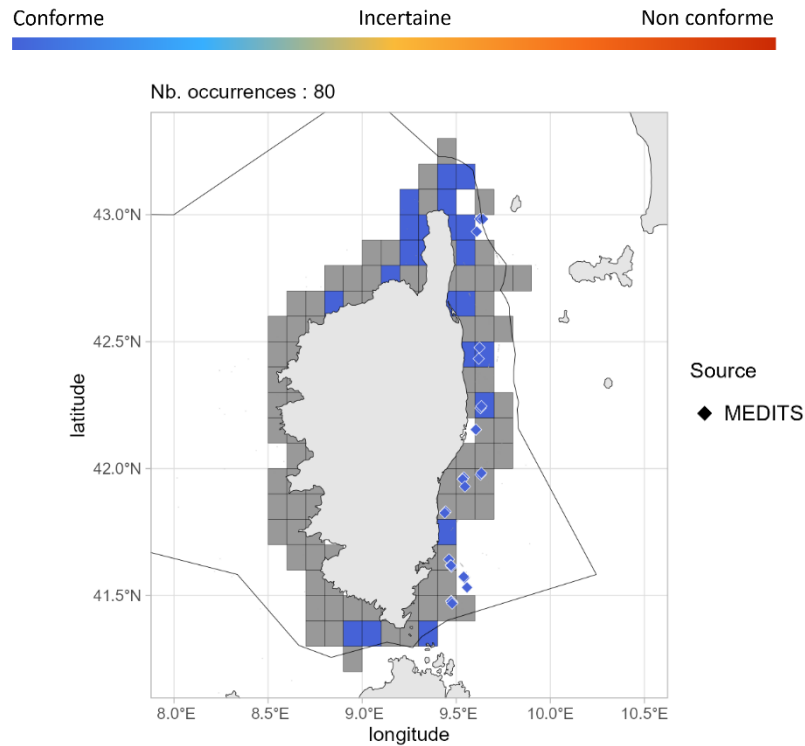 Conforme Incertaine Non conforme
Nb. occurrences : 80
43.0°N
42.5°N
42.0°N
41.5°N
latitude
8.0°E 8.5°E 9.0°E 9.5°E 10.0°E 10.5°E
longitude
Source
MEDITS